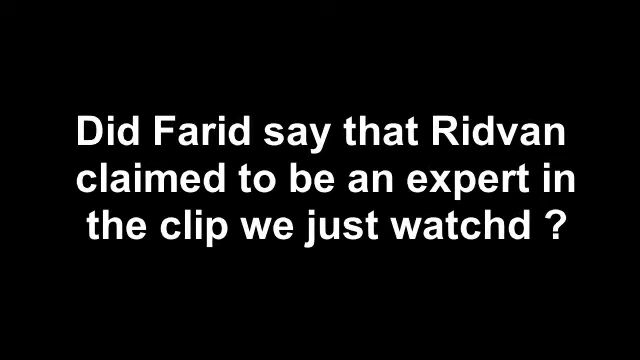 Did Farid say that Ridvan
claimed to be an expert in
the clip we just watchd ?